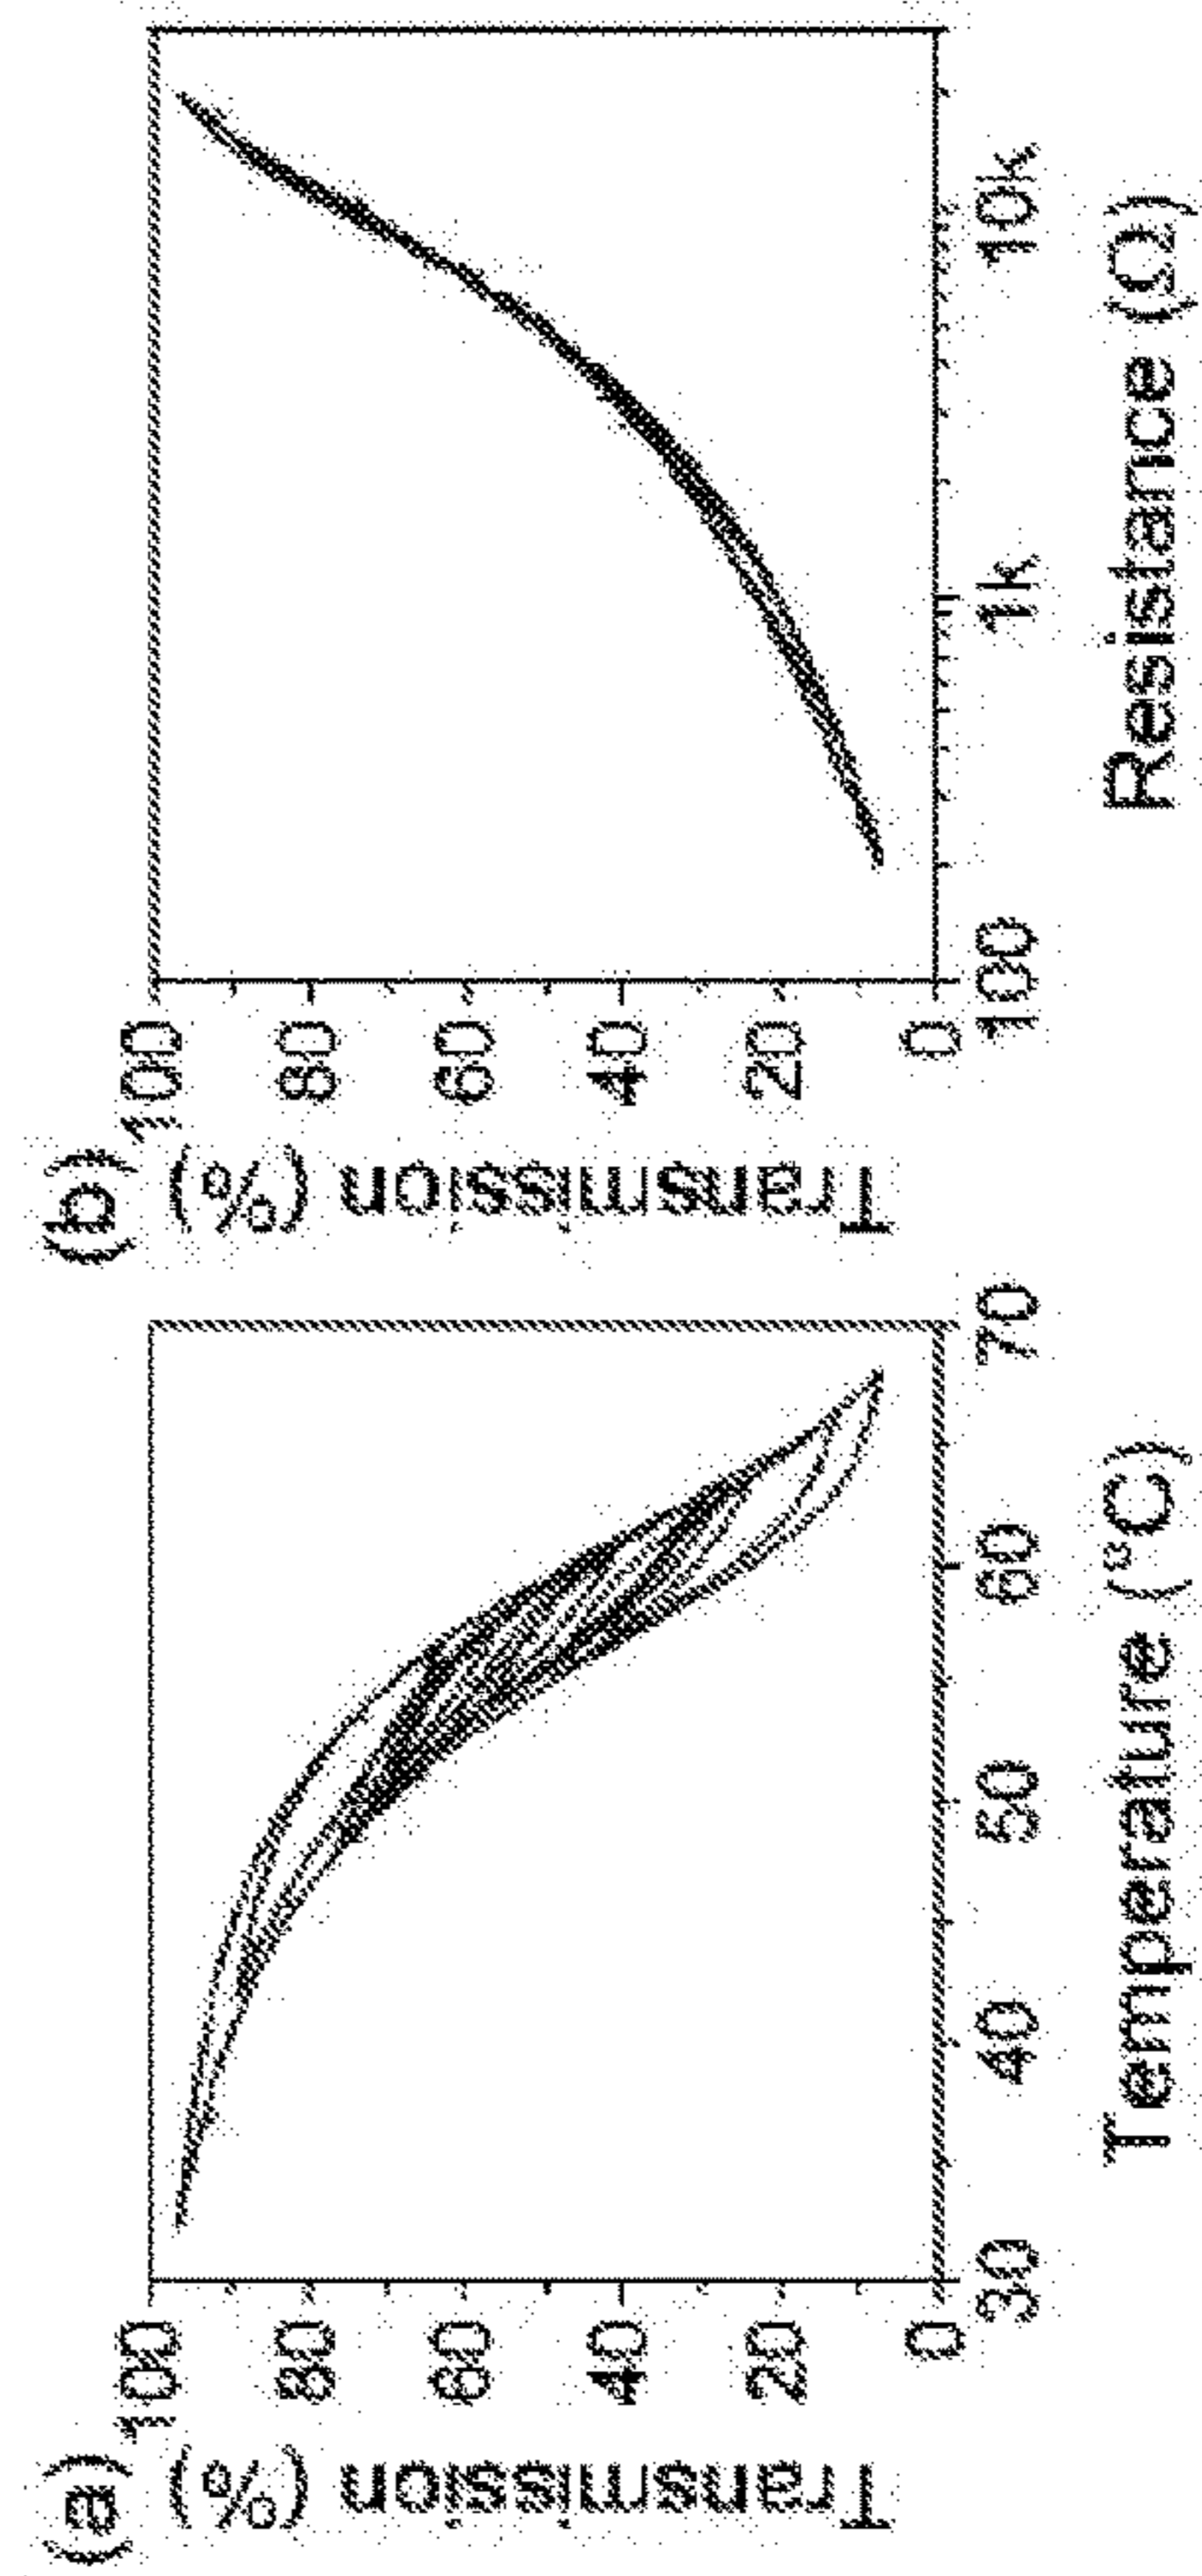 (a)
Transmission (%)
100
80
60
40
20
0
30 40 50 60 70
Temperature (°C)
(b)
Transmission (%)
100
80
60
40
20
0
100 1k 10k
Resistance (Ω)